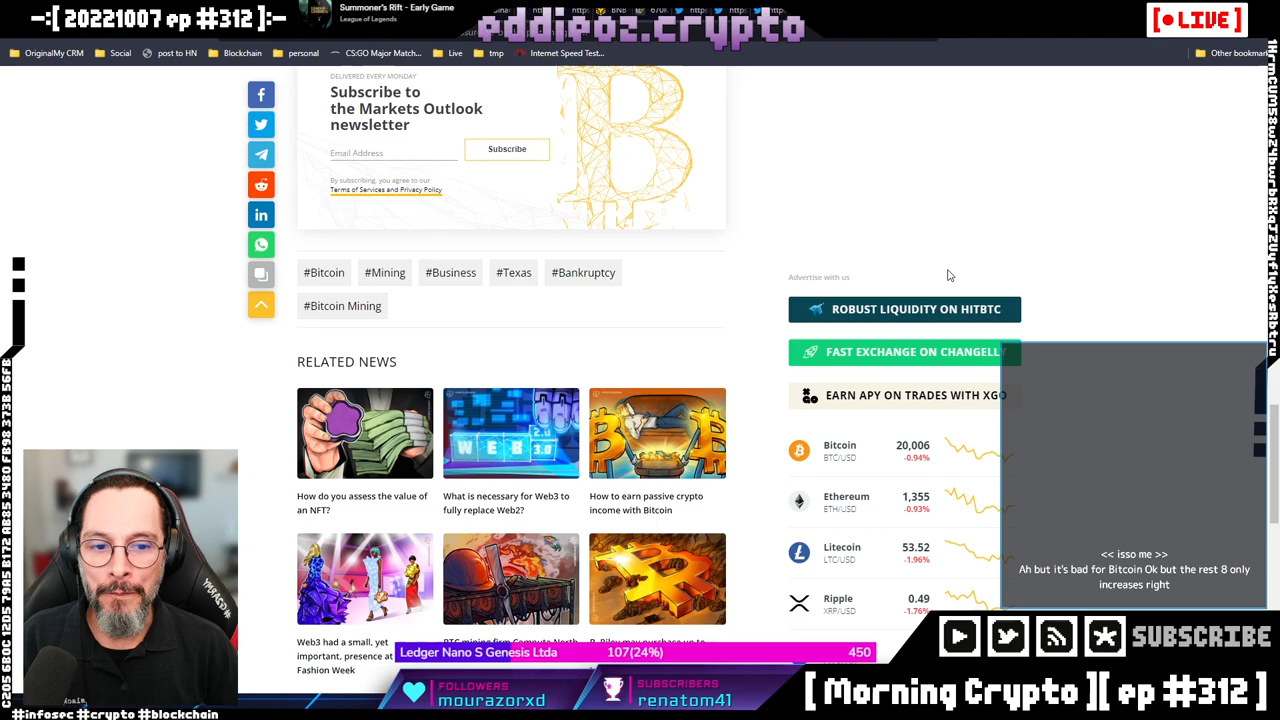 -:[ 20221007 ep #312 ]:-
Summoner's Rift - Early Game
League of Legends
eddieoz.crypto
[ • LIVE ]
OriginalMy CRM
Social
post to HN
Blockchain
personal
CS:GO Major Match...
Live
tmp
Internet Speed Test...
Other bookmar
DELIVERED EVERY MONDAY
Subscribe to
the Markets Outlook
newsletter
Email Address
Subscribe
By subscribing, you agree to our
Terms of Services and Privacy Policy
#Bitcoin
#Mining
#Business
#Texas
#Bankruptcy
#Bitcoin Mining
Advertise with us
ROBUST LIQUIDITY ON HITBTC
FAST EXCHANGE ON CHANGELLY
EARN APY ON TRADES WITH XGO
RELATED NEWS
WEB 3.0
How do you assess the value of
an NFT?
What is necessary for Web3 to
fully replace Web2?
How to earn passive crypto
income with Bitcoin
Web3 had a small, yet
important, presence at
Fashion Week
Bitcoin
BTC/USD
20,006
-0.94%
Ethereum
ETH/USD
1,355
-0.93%
Litecoin
LTC/USD
53.52
-1.96%
Ripple
XRP/USD
0.49
-1.76%
<< isso me >>
Ah but it's bad for Bitcoin Ok but the rest 8 only
increases right
Ledger Nano S Genesis Ltda
107(24%)
450
FOLLOWERS
mourazorxd
SUBSCRIBERS
renatom41
SUBSCRIBE
[ Morning Crypto ][ ep #312 ]
#infosec #crypto #blockchain